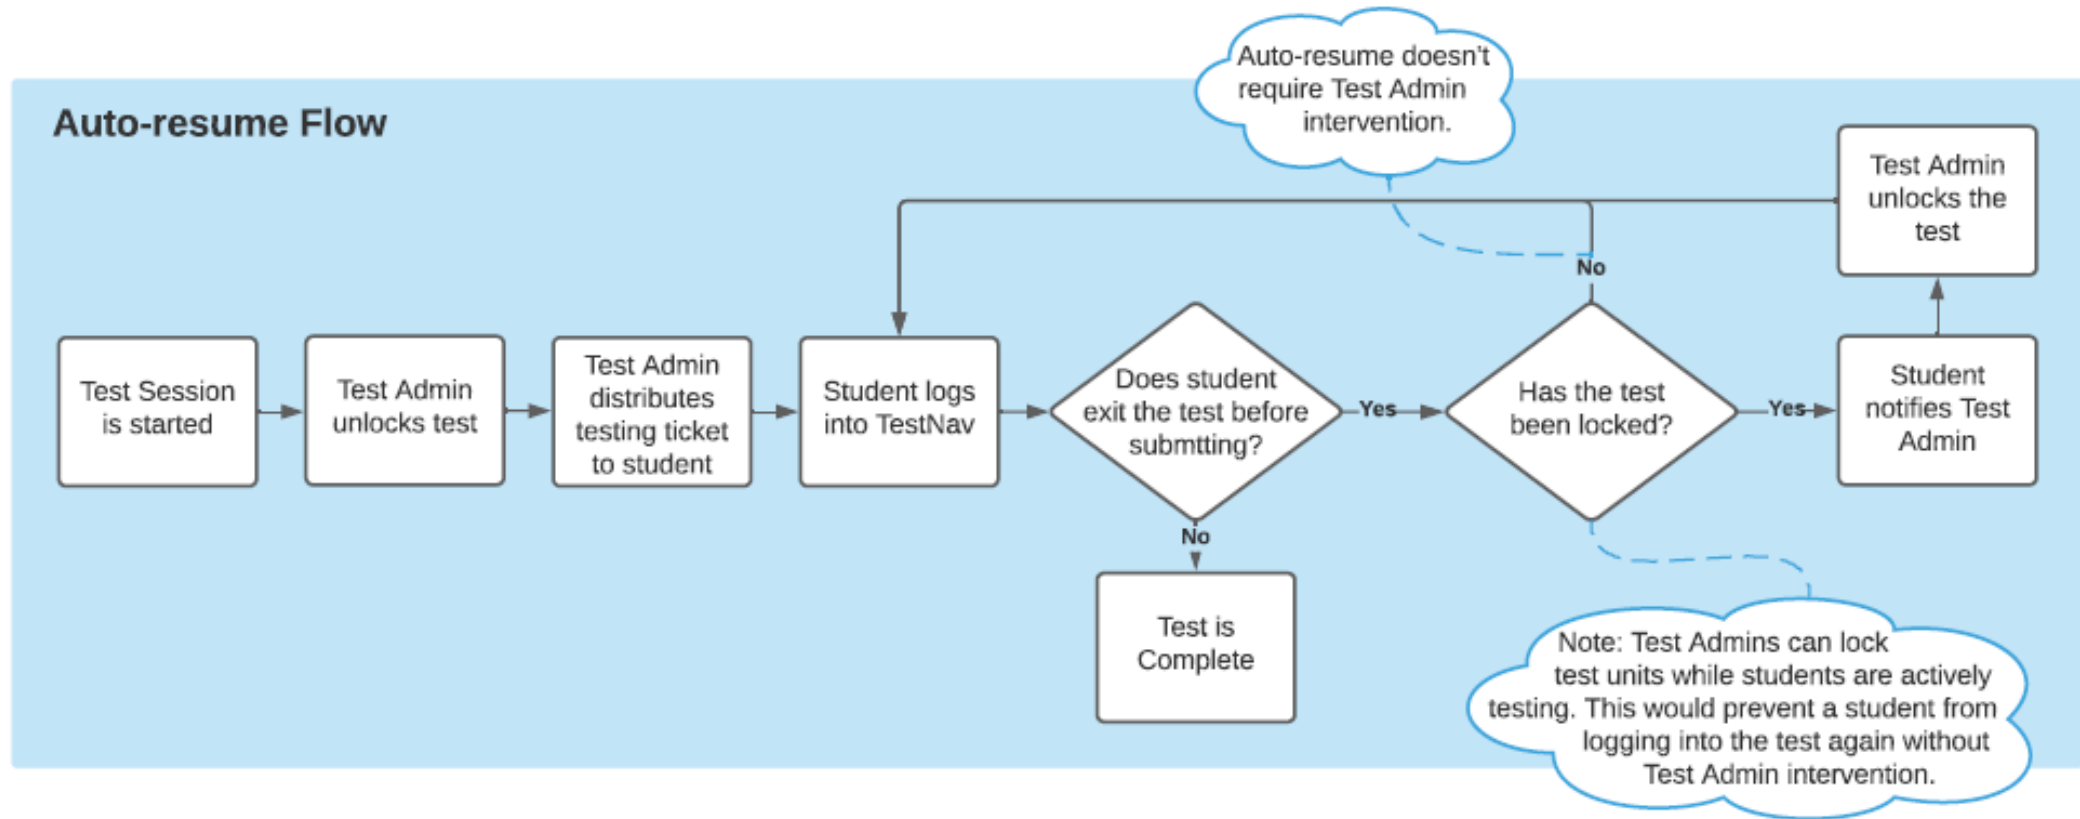 Auto-resume doesn't
require Test Admin
intervention.
Auto-resume Flow
Test Admin
unlocks the
test
No
Test Session
is started
Test Admin
unlocks test
Test Admin
distributes
testing ticket
to student
Student logs
into TestNav
Does student
exit the test before
submtting?
Yes
Has the test
been locked?
Yes
Student
notifies Test
Admin
No
Test is
Complete
Note: Test Admins can lock
test units while students are actively
testing. This would prevent a student from
logging into the test again without
Test Admin intervention.